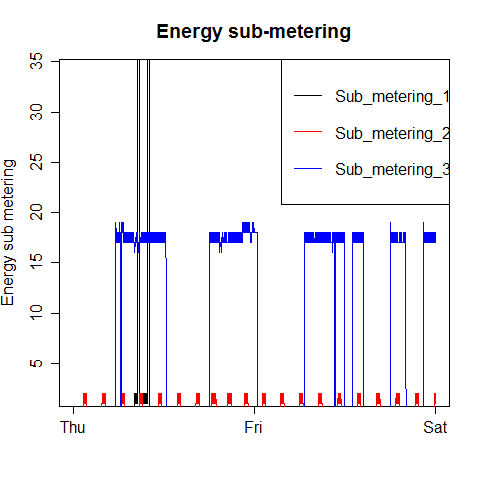 Energy sub-metering
Energy sub metering
35
30
25
20
15
10
5
Sub_metering_1
Sub_metering_2
Sub_metering_3
Thu Fri Sat